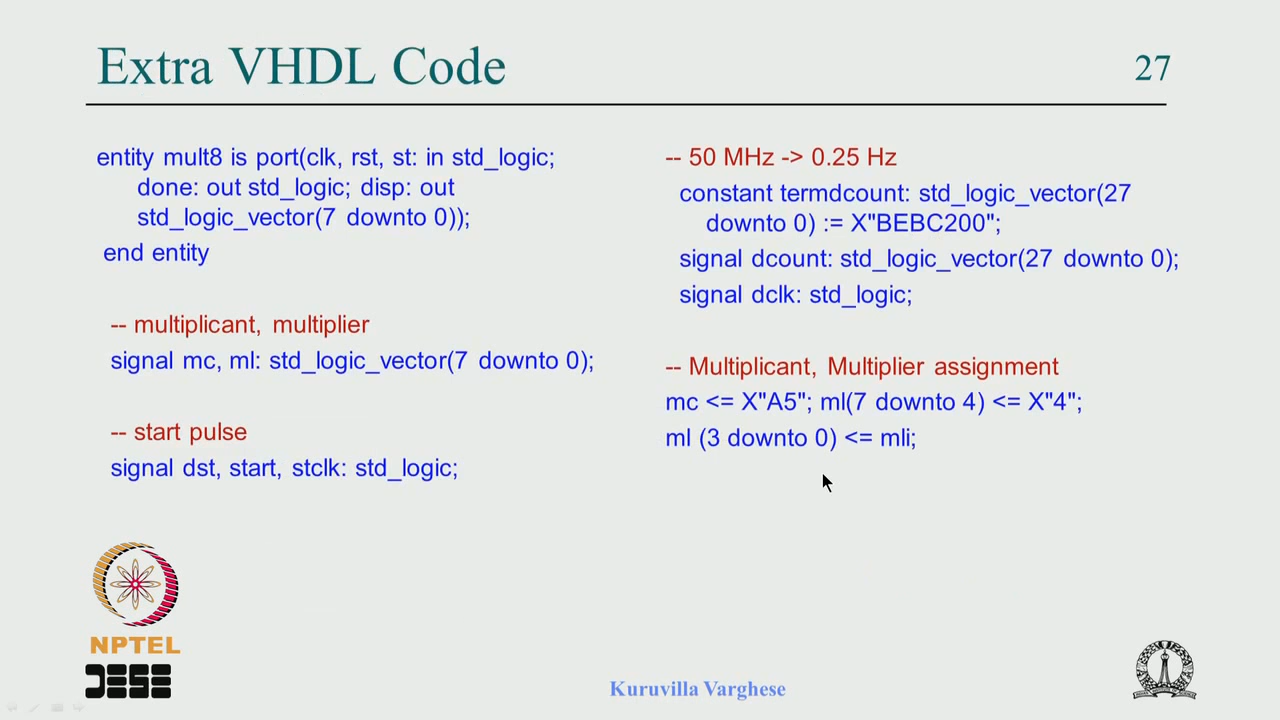 Extra VHDL Code
27
entity mult8 is port(clk, rst, st: in std_logic;
done: out std_logic; disp: out
std_logic_vector(7 downto 0));
end entity
-- multiplicant, multiplier
signal mc, ml: std_logic_vector(7 downto 0);
-- start pulse
signal dst, start, stclk: std_logic;
-- 50 MHz -> 0.25 Hz
constant termdcount: std_logic_vector(27
downto 0) := X"BEBC200";
signal dcount: std_logic_vector(27 downto 0);
signal dclk: std_logic;
-- Multiplicant, Multiplier assignment
mc <= X"A5"; ml(7 downto 4) <= X"4";
ml (3 downto 0) <= mli;
NPTEL
DESE
Kuruvilla Varghese